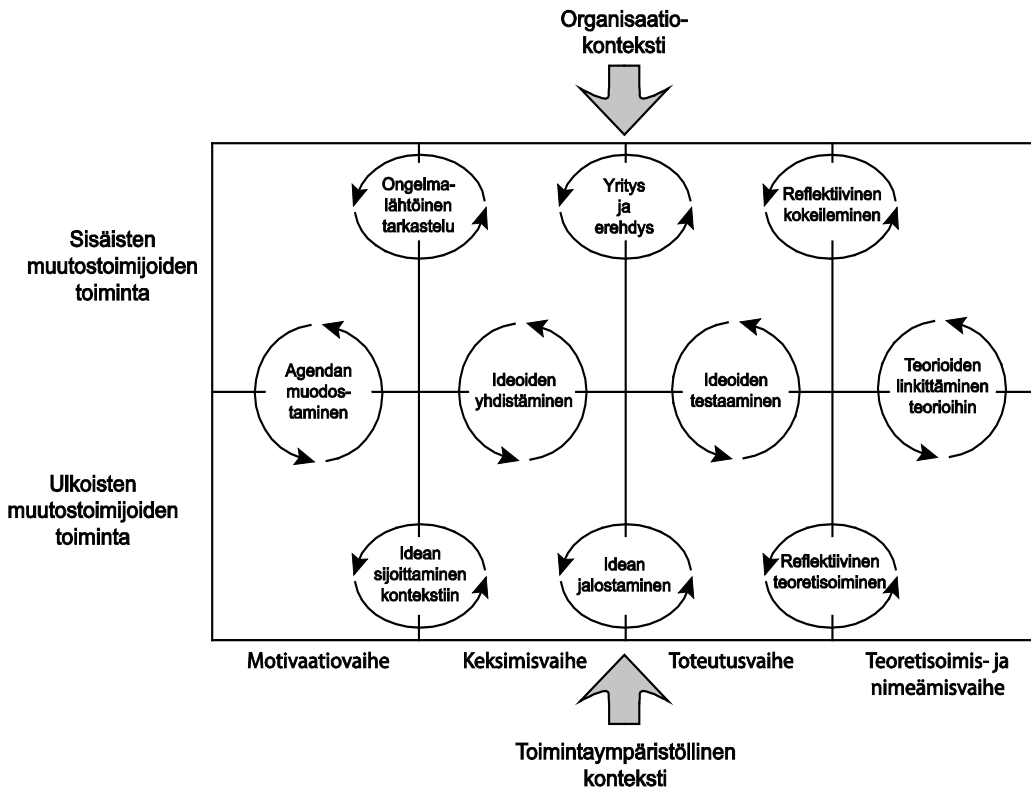 Organisaatio-
konteksti
Sisäisten
muutostoimijoiden
toiminta
Ongelma-
lähtöinen
tarkastelu
Yritys
ja
erehdys
Reflektiivinen
kokeileminen
Agendan
muodos-
taminen
Ideoiden
yhdistäminen
Ideoiden
testaaminen
Teorioiden
linkittäminen
teorioihin
Ulkoisten
muutostoimijoiden
toiminta
Idean
sijoittaminen
kontekstiin
Idean
jalostaminen
Reflektiivinen
teoretisoiminen
Motivaatiovaihe
Keksimisvaihe
Toteutusvaihe
Teoretisoimis- ja
nimeämisvaihe
Toimintaympäristöllinen
konteksti